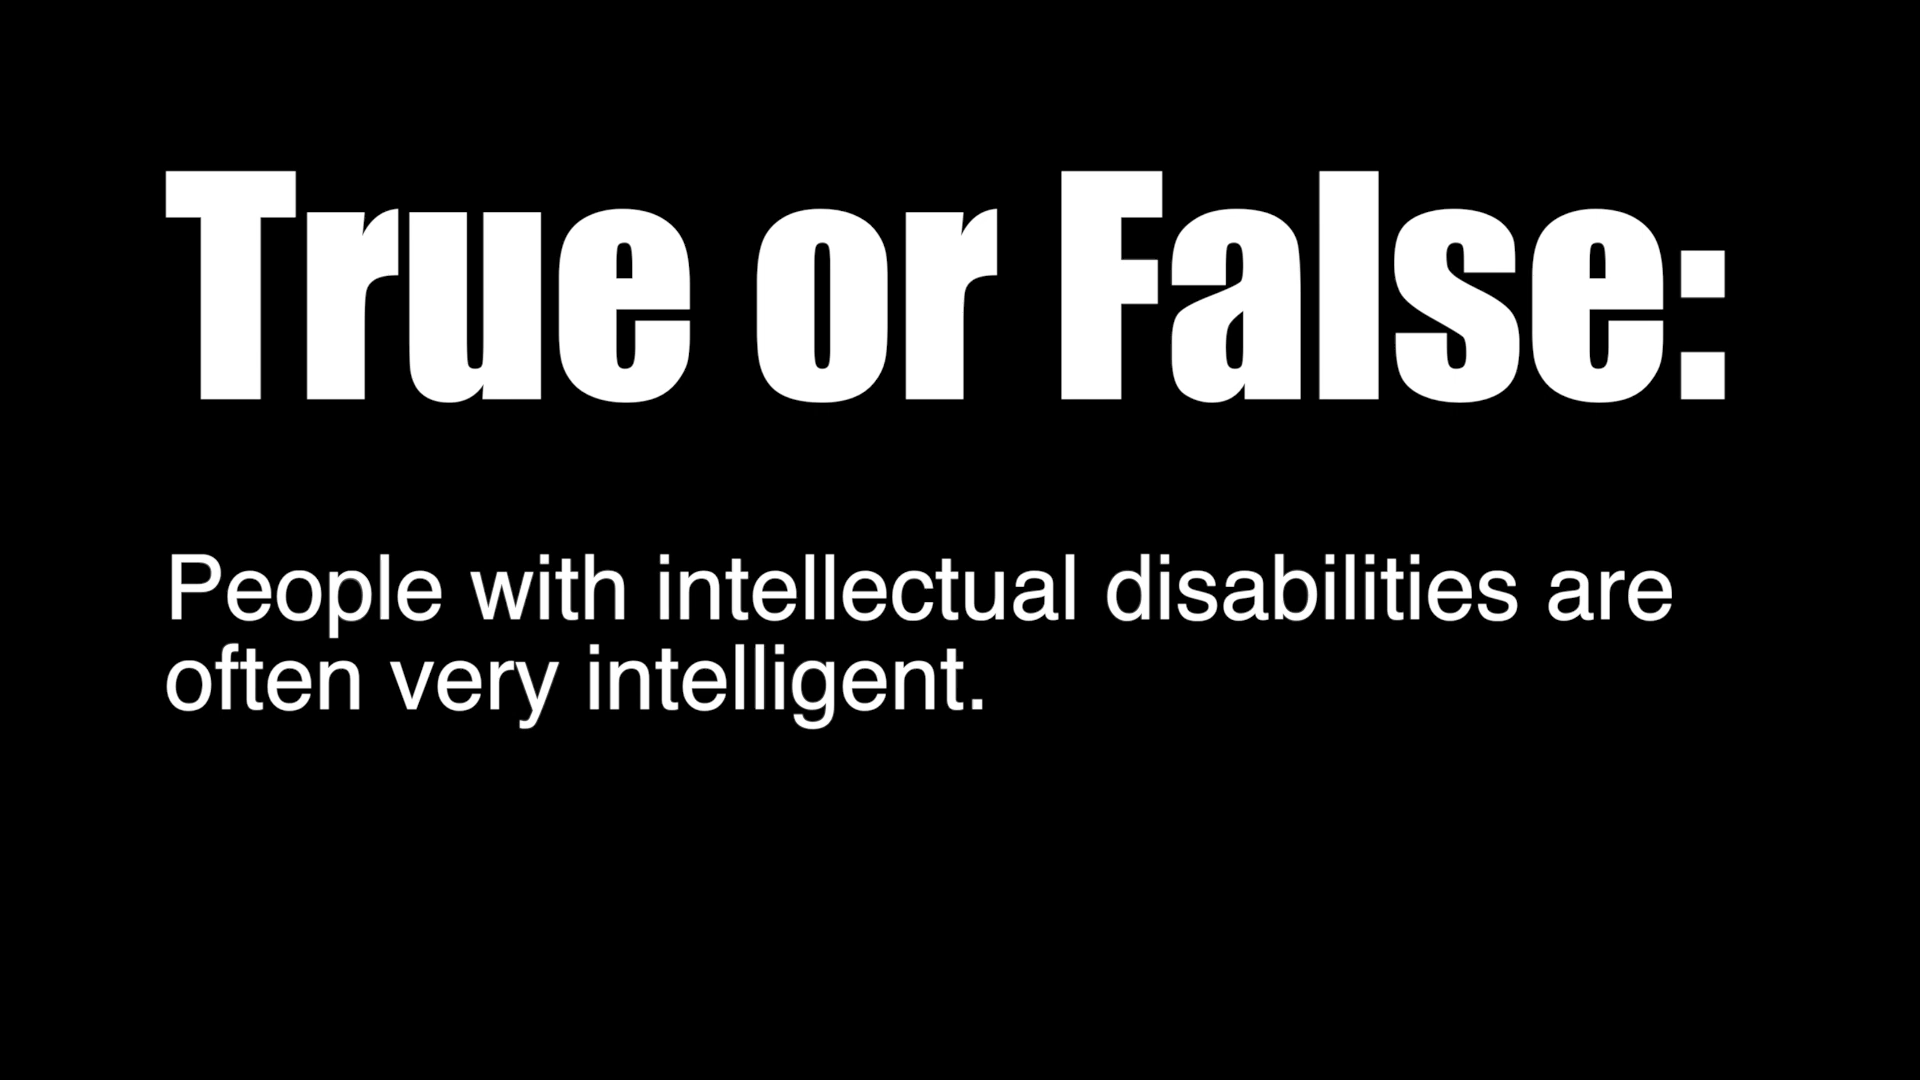 True or False:
People with intellectual disabilities are
often very intelligent.